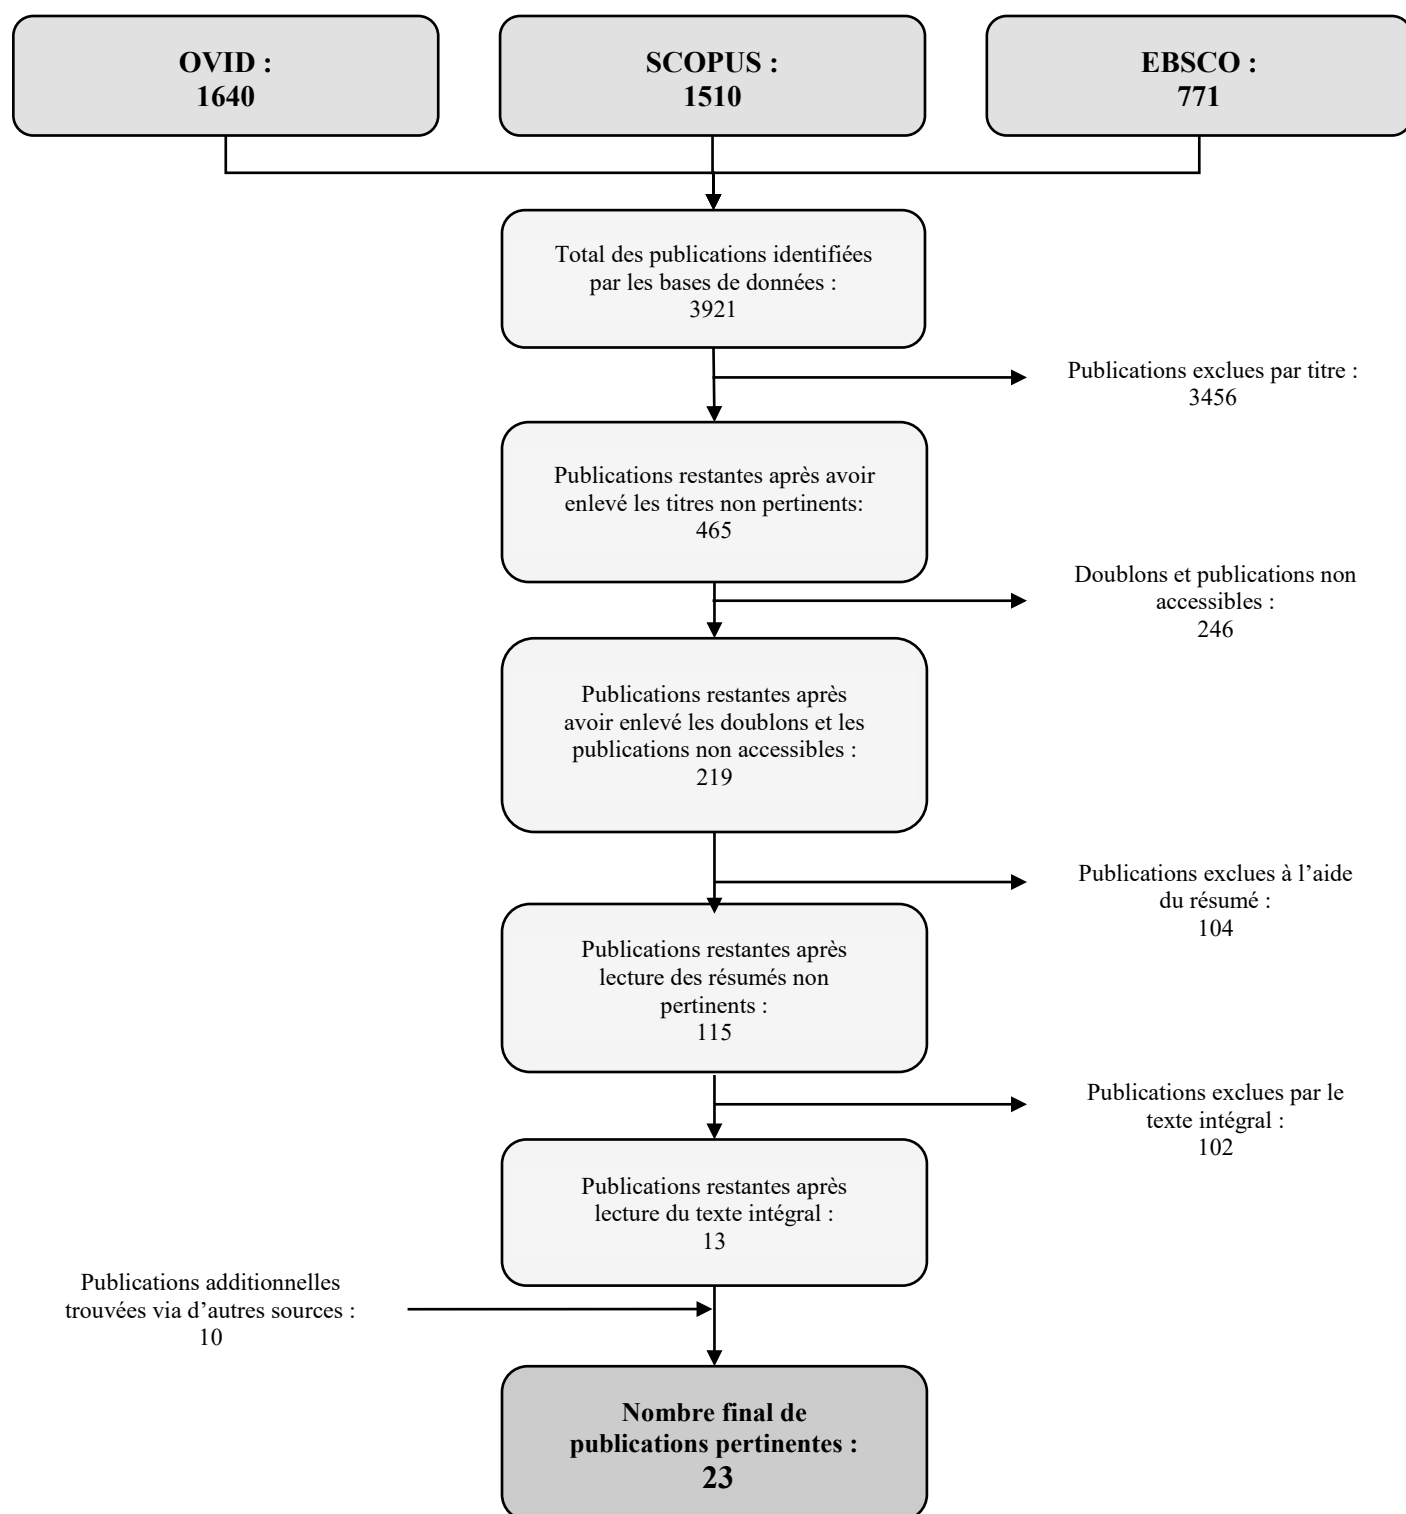 OVID :
1640
SCOPUS :
1510
EBSCO :
771
Total des publications identifiées
par les bases de données :
3921
Publications exclues par titre :
3456
Publications restantes après avoir
enlevé les titres non pertinents:
465
Doublons et publications non
accessibles :
246
Publications restantes après
avoir enlevé les doublons et les
publications non accessibles :
219
Publications exclues à l’aide
du résumé :
104
Publications restantes après
lecture des résumés non
pertinents :
115
Publications exclues par le
texte intégral :
102
Publications restantes après
lecture du texte intégral :
13
Publications additionnelles
trouvées via d’autres sources :
10
Nombre final de
publications pertinentes :
23